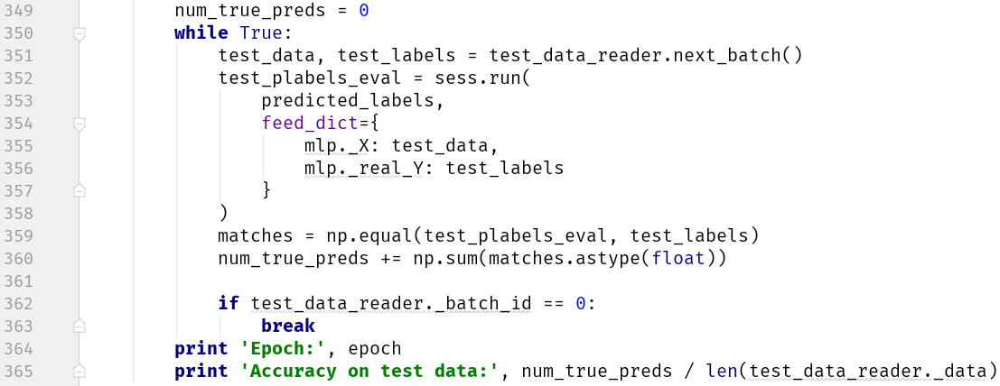 349 num_true_preds = 0
350 while True:
351 test_data, test_labels = test_data_reader.next_batch()
352 test_plabels_eval = sess.run(
353 predicted_labels,
354 feed_dict={
355 mlp._X: test_data,
356 mlp._real_Y: test_labels
357 }
358 )
359 matches = np.equal(test_plabels_eval, test_labels)
360 num_true_preds += np.sum(matches.astype(float))
361
362 if test_data_reader._batch_id == 0:
363 break
364 print 'Epoch:', epoch
365 print 'Accuracy on test data:', num_true_preds / len(test_data_reader._data)